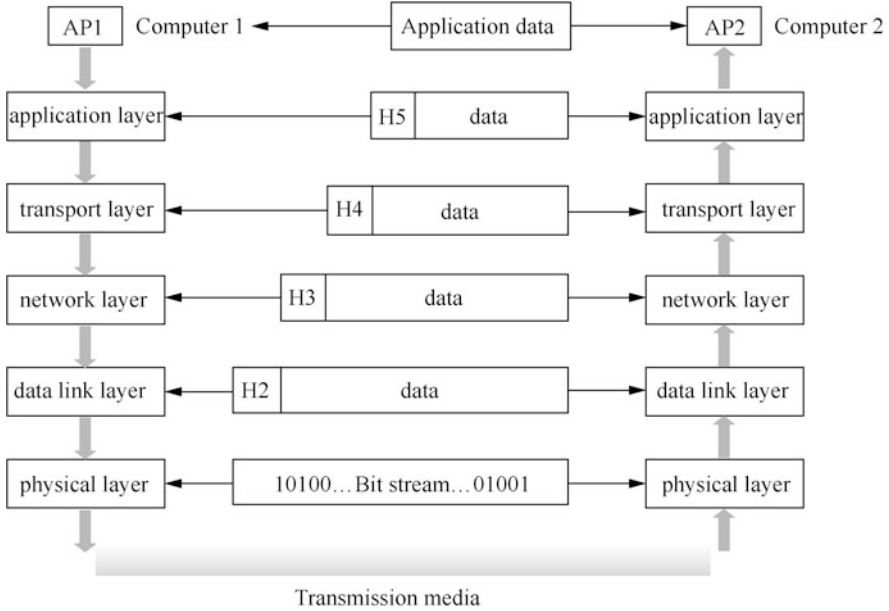 AP1 Computer 1 Application data AP2 Computer 2
application layer H5 data application layer
transport layer H4 data transport layer
network layer H3 data network layer
data link layer H2 data data link layer
physical layer 10100…Bit stream…01001 physical layer
Transmission media